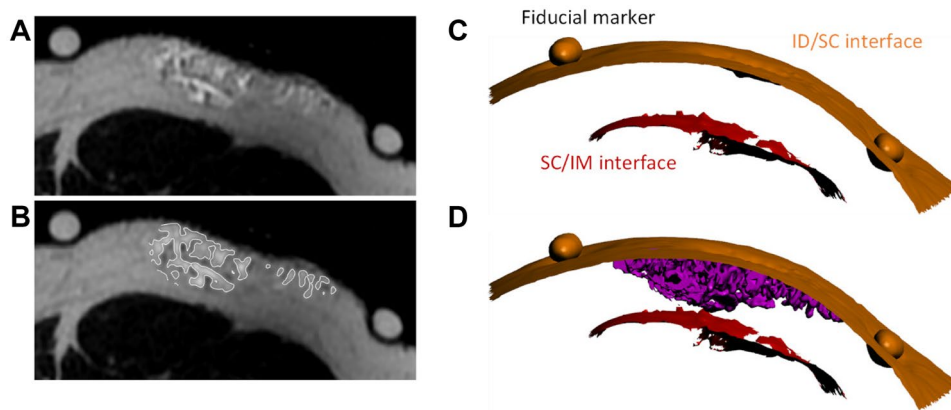 A
B
C
Fiducial marker
ID/SC interface
SC/IM interface
D